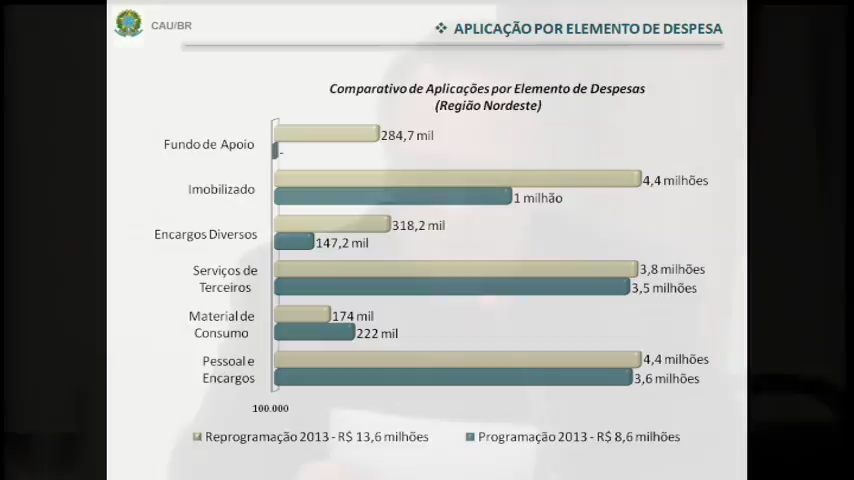 CAU/BR
❖ APLICAÇÃO POR ELEMENTO DE DESPESA
Comparativo de Aplicações por Elemento de Despesas
(Região Nordeste)
Fundo de Apoio
284,7 mil
-
Imobilizado
4,4 milhões
1 milhão
Encargos Diversos
318,2 mil
147,2 mil
Serviços de
Terceiros
3,8 milhões
3,5 milhões
Material de
Consumo
174 mil
222 mil
Pessoal e
Encargos
4,4 milhões
3,6 milhões
100.000
Reprogramação 2013 - R$ 13,6 milhões
Programação 2013 - R$ 8,6 milhões